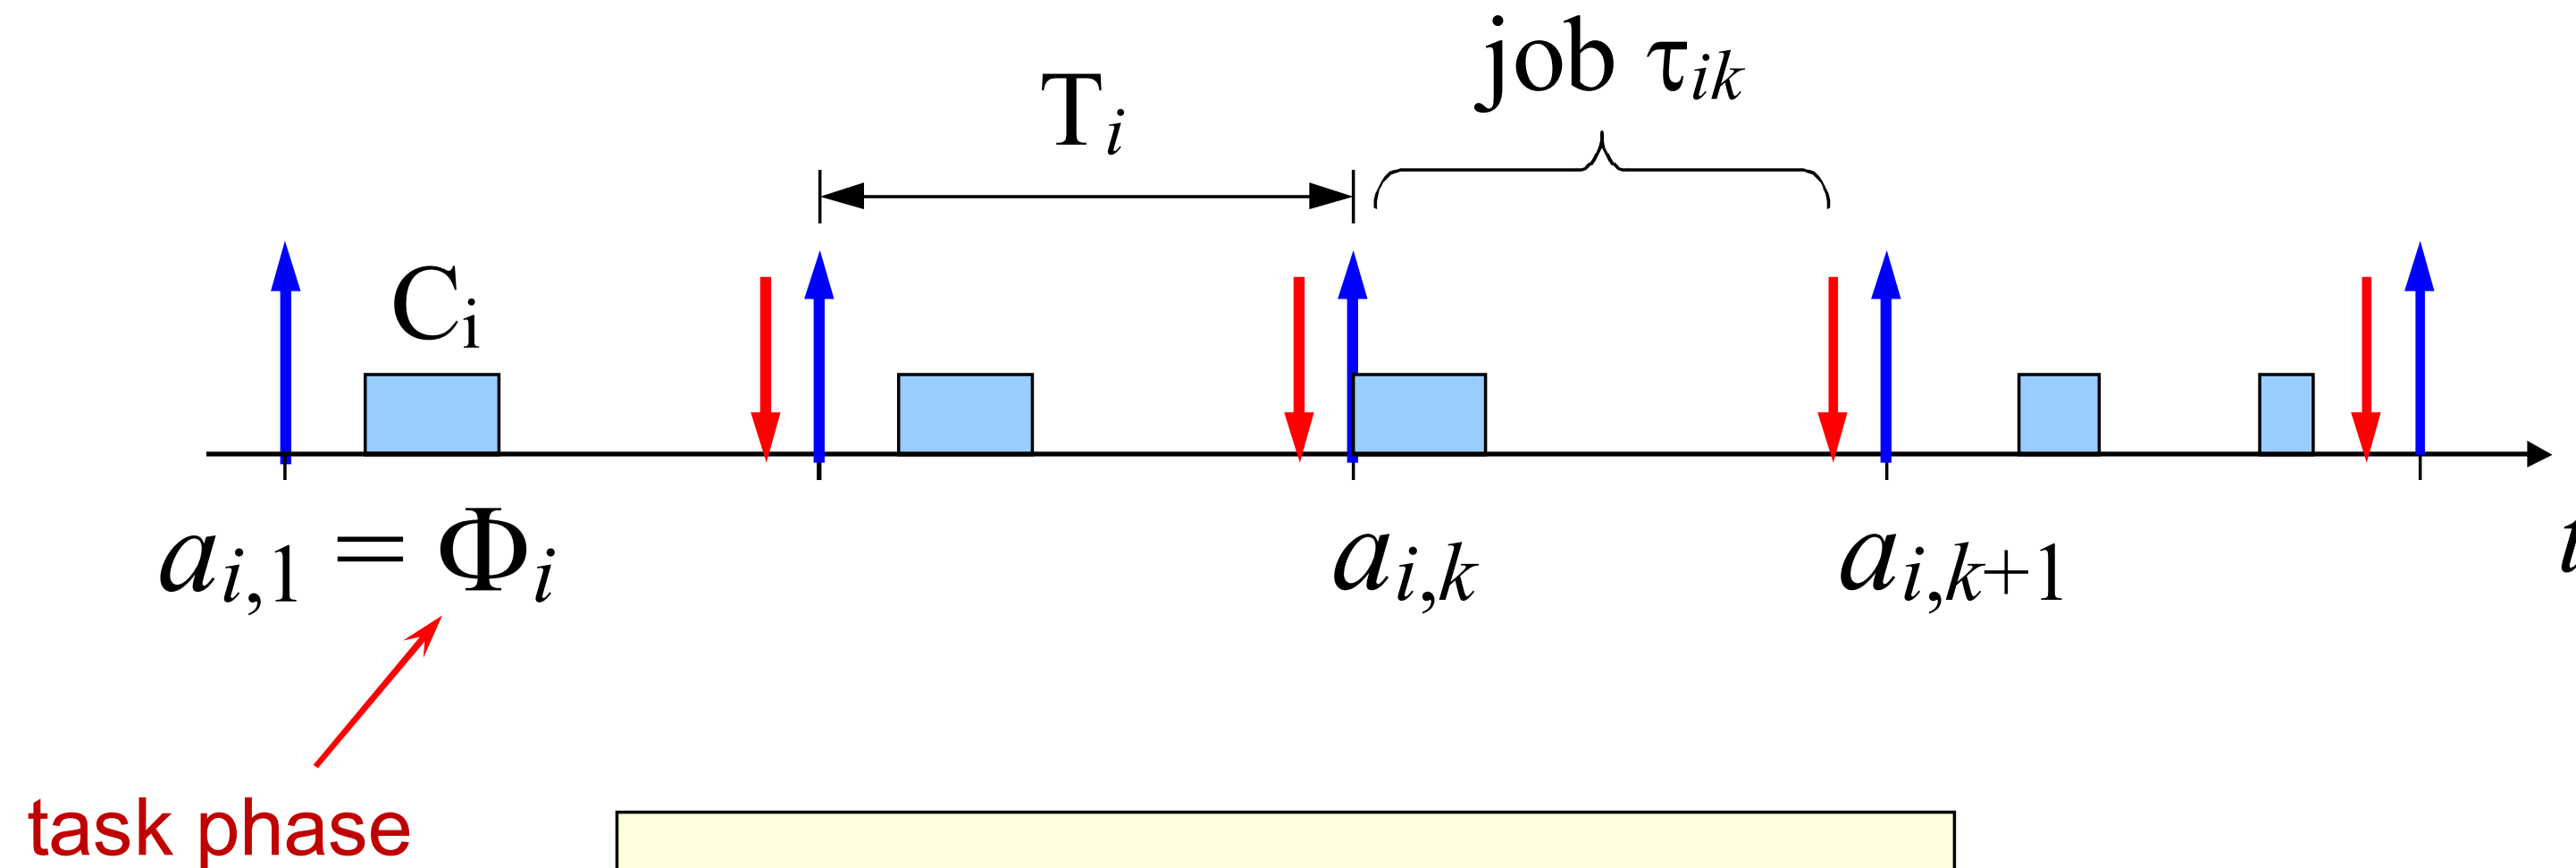 job τik
Ti
Ci
ai,1 = Φi
ai,k
ai,k+1
t
task phase